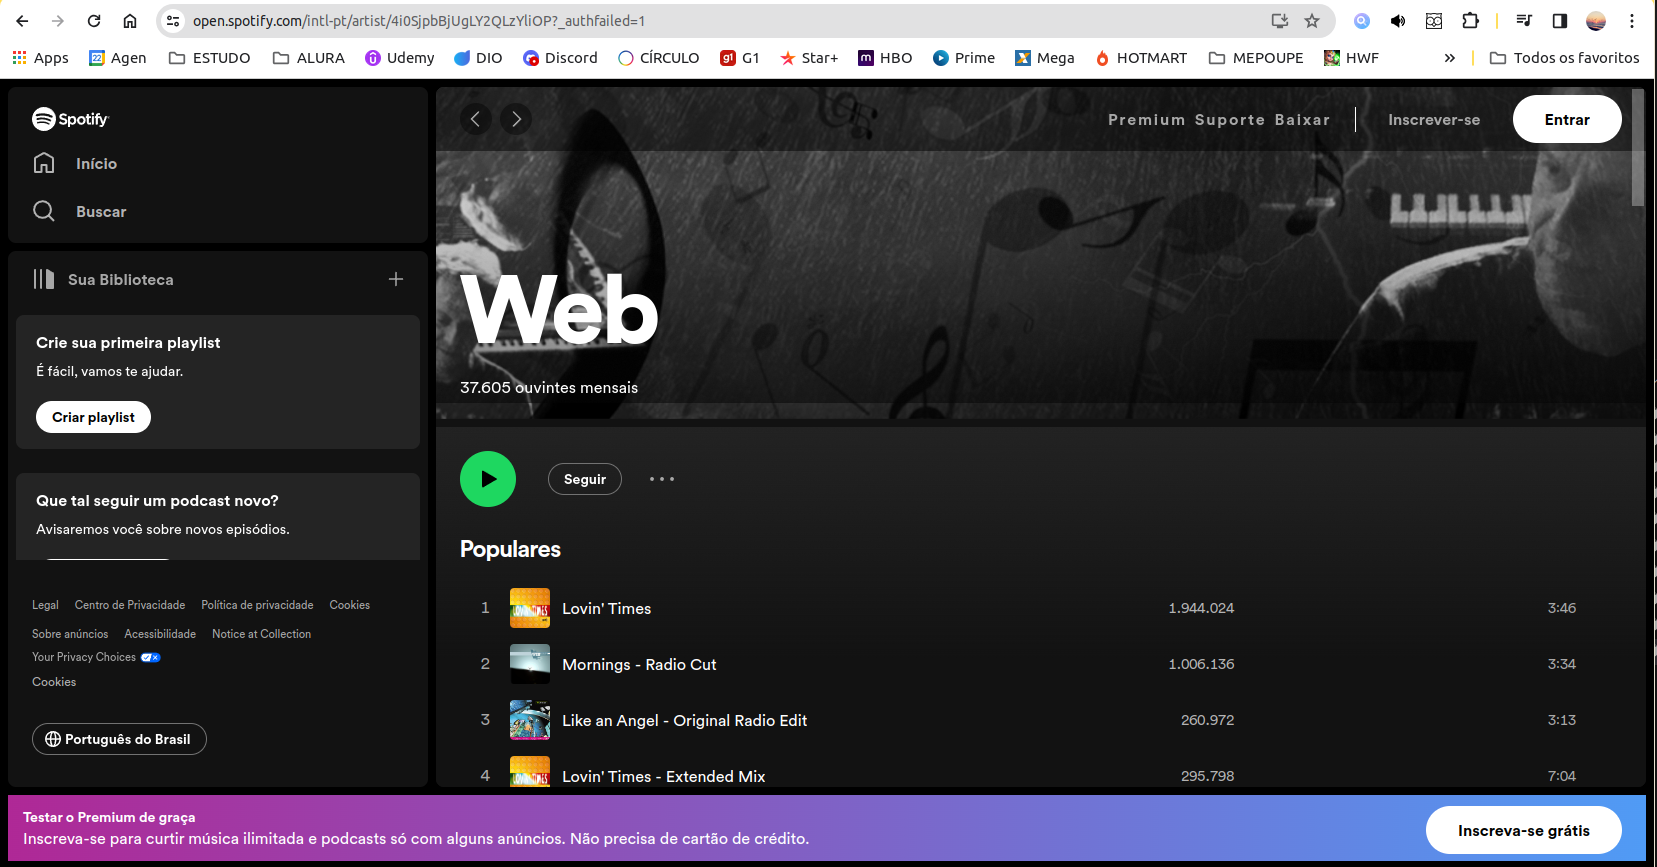 open.spotify.com/intl-pt/artist/4i0SjpbBjUgLY2QLzYliOP?_authfailed=1
Apps 22 Agen ESTUDO ALURA Udemy DIO Discord CÍRCULO g1 G1 Star+ m HBO Prime Mega HOTMART MEPOUPE HWF » Todos os favoritos
Spotify
Início
Buscar
Sua Biblioteca
Crie sua primeira playlist
É fácil, vamos te ajudar.
Criar playlist
Que tal seguir um podcast novo?
Avisaremos você sobre novos episódios.
Legal Centro de Privacidade Política de privacidade Cookies
Sobre anúncios Acessibilidade Notice at Collection
Your Privacy Choices
Cookies
Português do Brasil
Premium Suporte Baixar Inscrever-se Entrar
Web
37.605 ouvintes mensais
Seguir
Populares
1 Lovin' Times 1.944.024 3:46
2 Mornings - Radio Cut 1.006.136 3:34
3 Like an Angel - Original Radio Edit 260.972 3:13
4 Lovin' Times - Extended Mix 295.798 7:04
Testar o Premium de graça
Inscreva-se para curtir música ilimitada e podcasts só com alguns anúncios. Não precisa de cartão de crédito.
Inscreva-se grátis